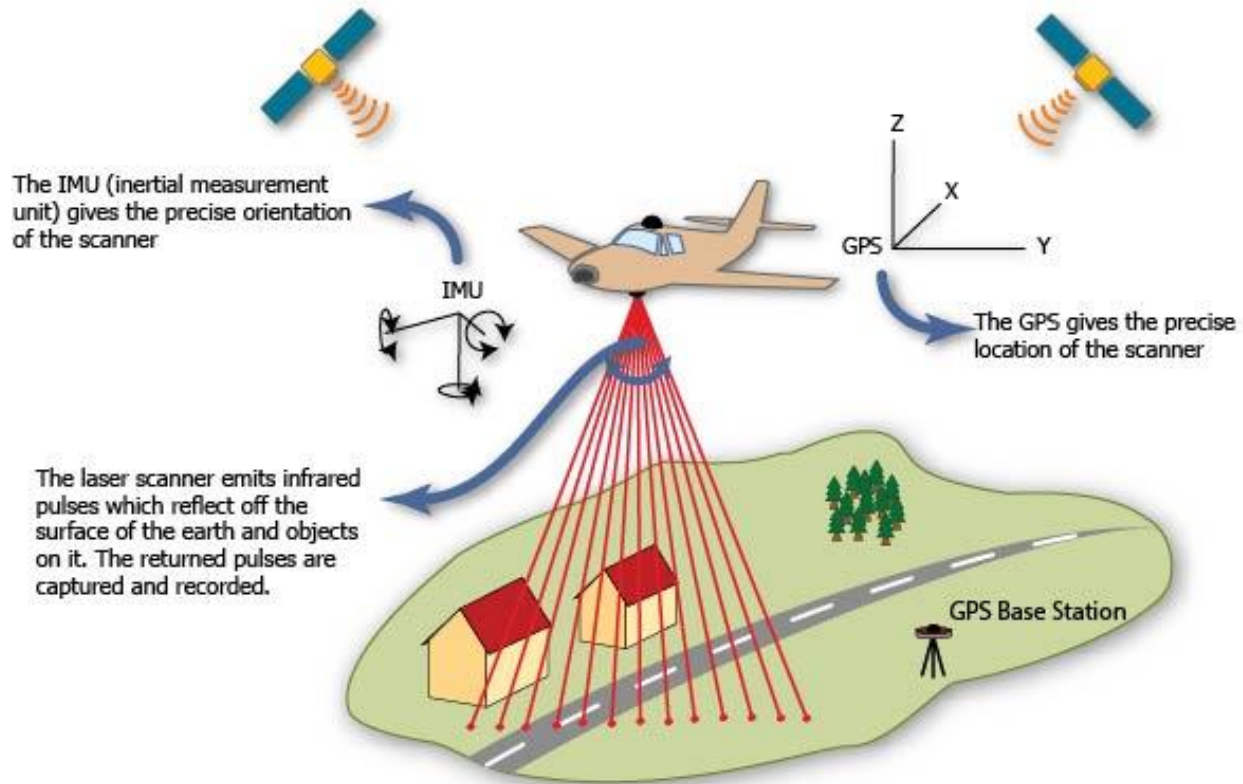 The IMU (inertial measurement
unit) gives the precise orientation
of the scanner
IMU
Z
X
GPS
Y
The GPS gives the precise
location of the scanner
The laser scanner emits infrared
pulses which reflect off the
surface of the earth and objects
on it. The returned pulses are
captured and recorded.
GPS Base Station